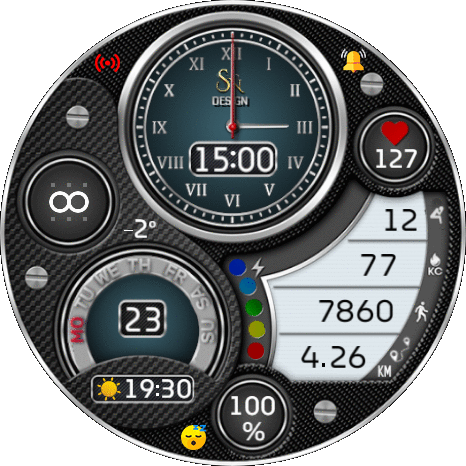 XII
XI I
X II
IX III
VIII IV
VII V
VI
SN
DESIGN
15:00
127
12
77
KC
7860
4.26
KM
-2°
MO TU WE TH FR SA SU
23
19:30
100
%